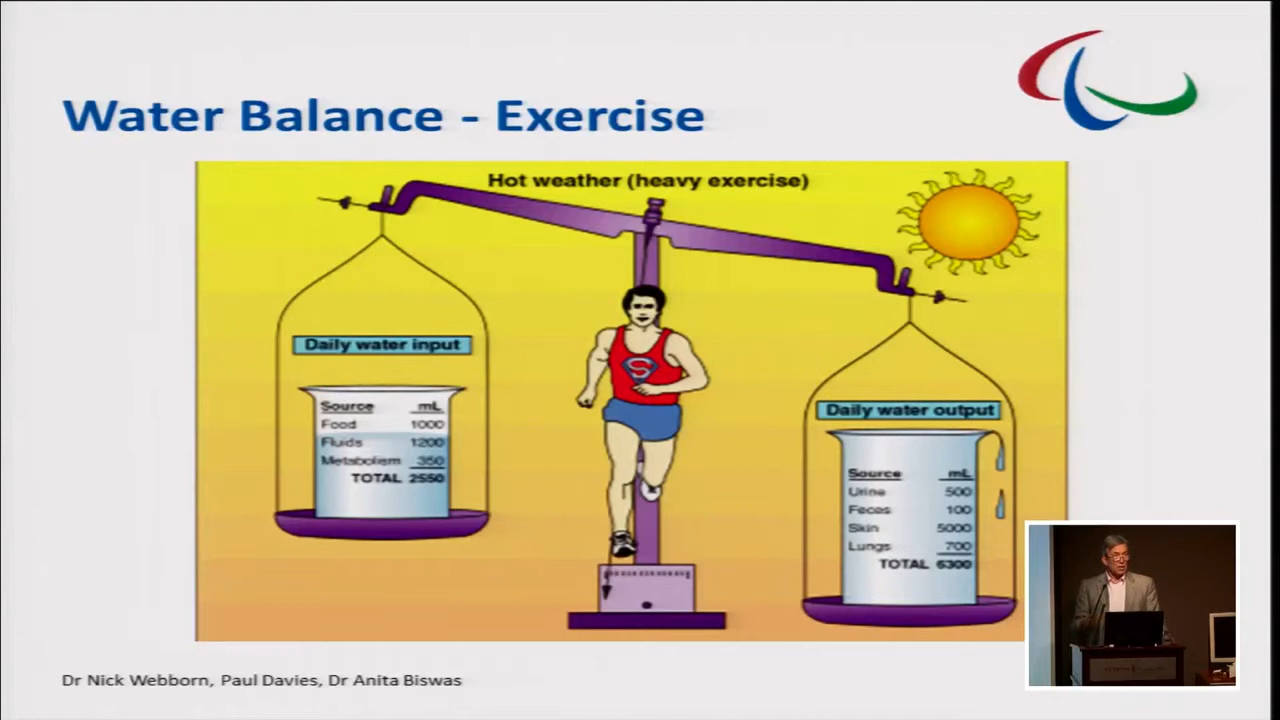 Water Balance - Exercise
Hot weather (heavy exercise)
Daily water input
Source mL
Food 1000
Fluids 1200
Metabolism 350
TOTAL 2550
S
Daily water output
Source mL
Urine 500
Feces 100
Skin 5000
Lungs 700
TOTAL 6300
Dr Nick Webborn, Paul Davies, Dr Anita Biswas